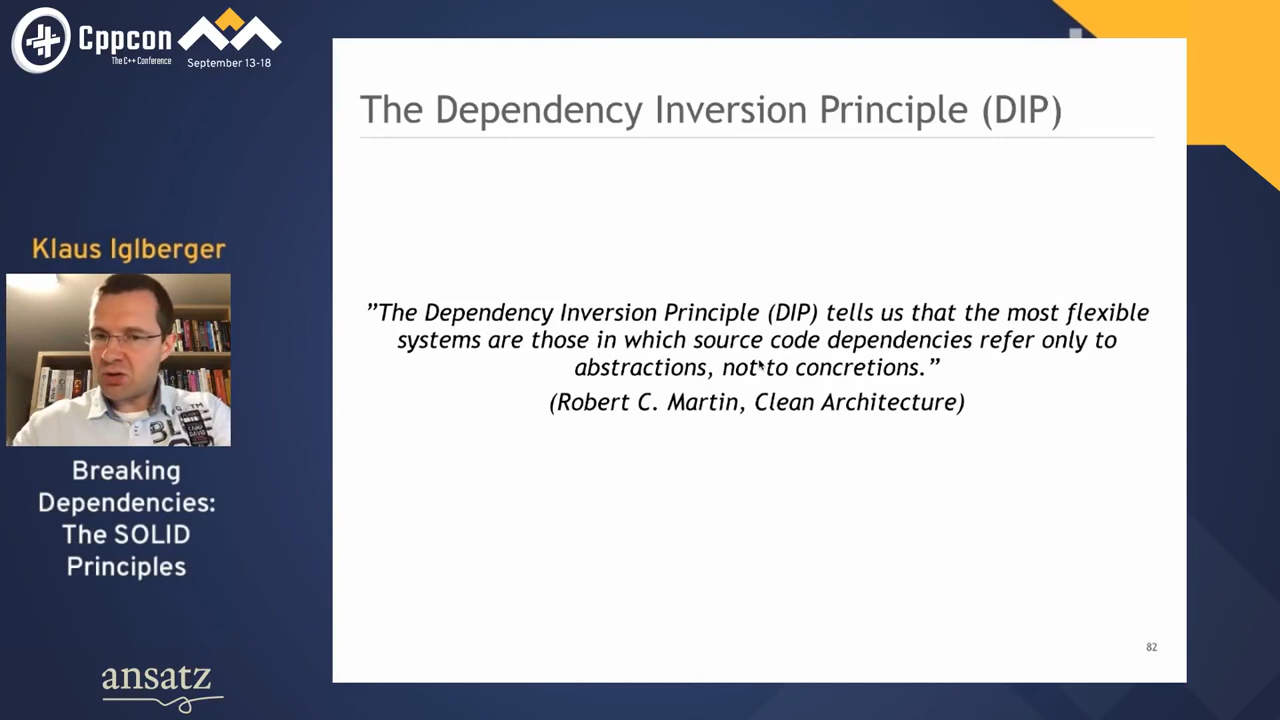 Cppcon
The C++ Conference
September 13-18
The Dependency Inversion Principle (DIP)
Klaus Iglberger
”The Dependency Inversion Principle (DIP) tells us that the most flexible
systems are those in which source code dependencies refer only to
abstractions, not to concretions.”
(Robert C. Martin, Clean Architecture)
Breaking
Dependencies:
The SOLID
Principles
82
ansatz